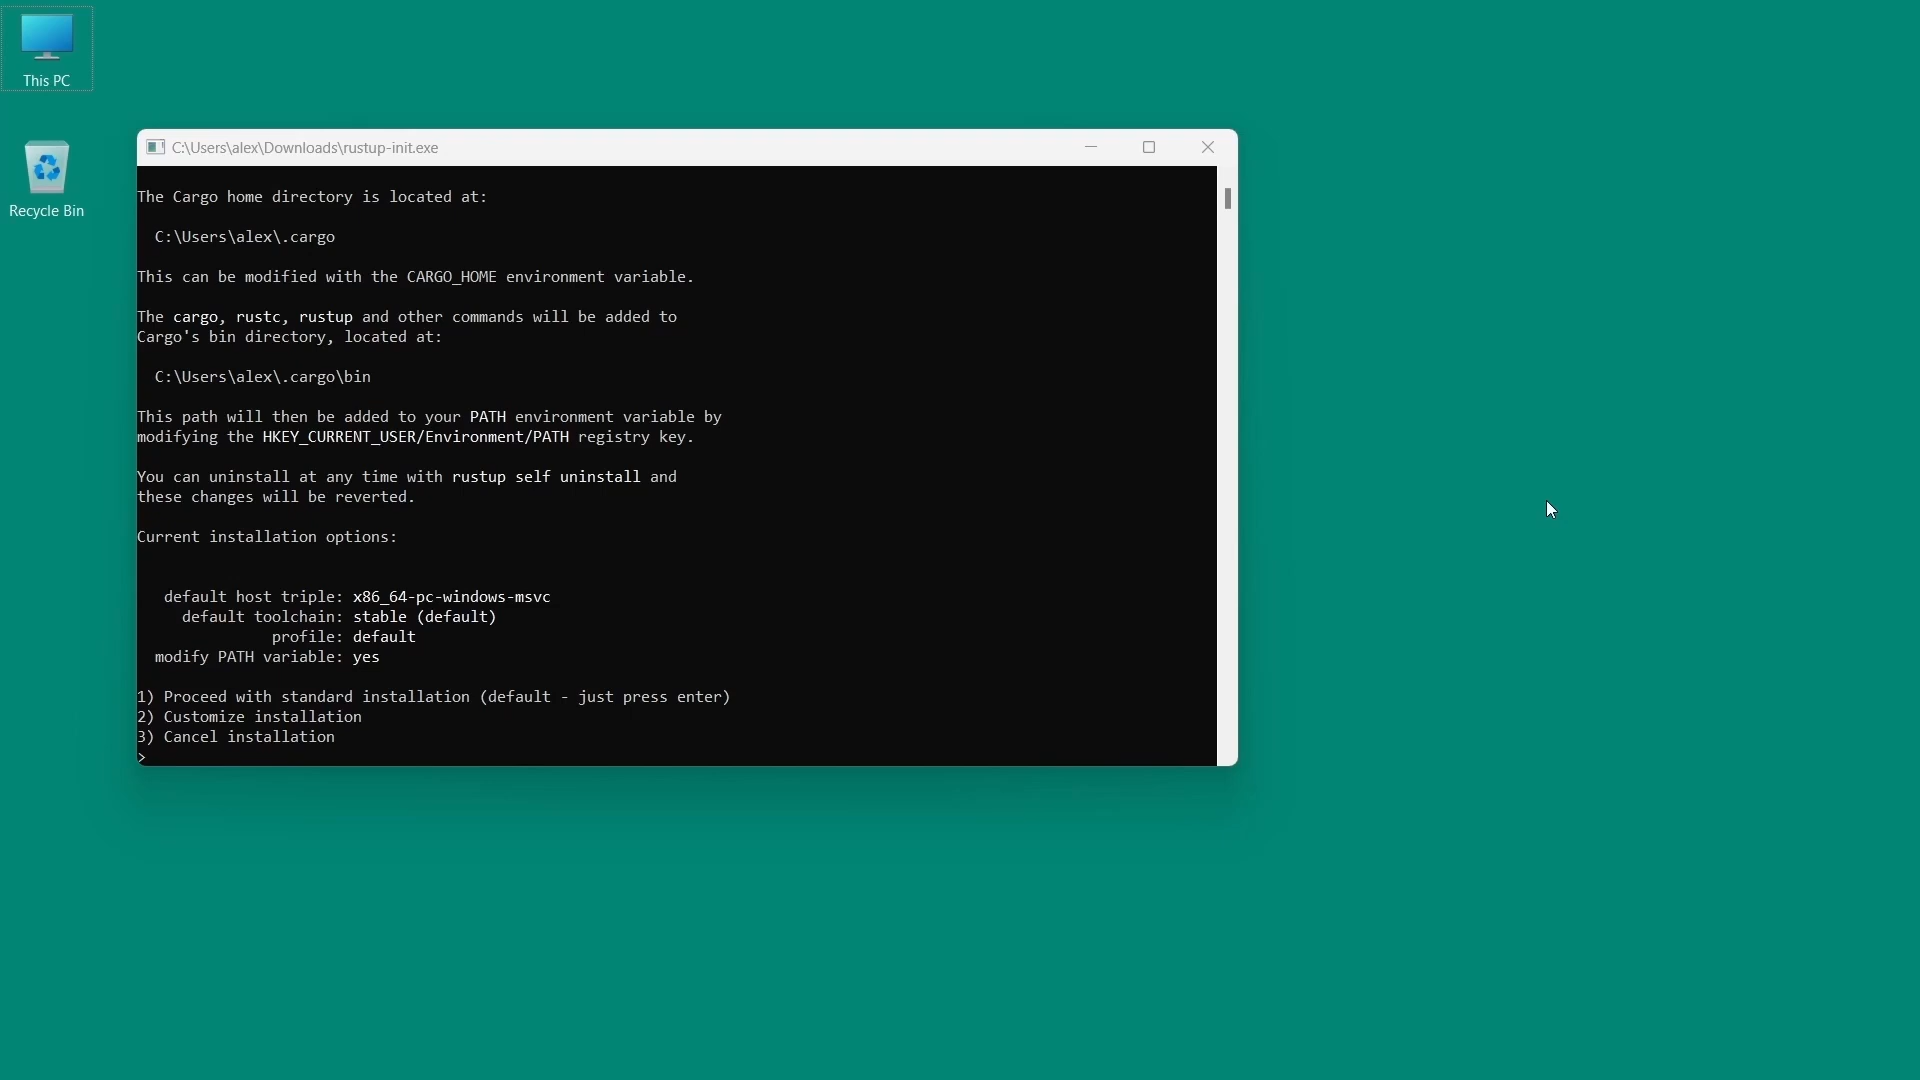 This PC
Recycle Bin
C:\Users\alex\Downloads\rustup-init.exe
The Cargo home directory is located at:
C:\Users\alex\.cargo
This can be modified with the CARGO_HOME environment variable.
The cargo, rustc, rustup and other commands will be added to
Cargo's bin directory, located at:
C:\Users\alex\.cargo\bin
This path will then be added to your PATH environment variable by
modifying the HKEY_CURRENT_USER/Environment/PATH registry key.
You can uninstall at any time with rustup self uninstall and
these changes will be reverted.
Current installation options:
default host triple: x86_64-pc-windows-msvc
default toolchain: stable (default)
profile: default
modify PATH variable: yes
1) Proceed with standard installation (default - just press enter)
2) Customize installation
3) Cancel installation
>